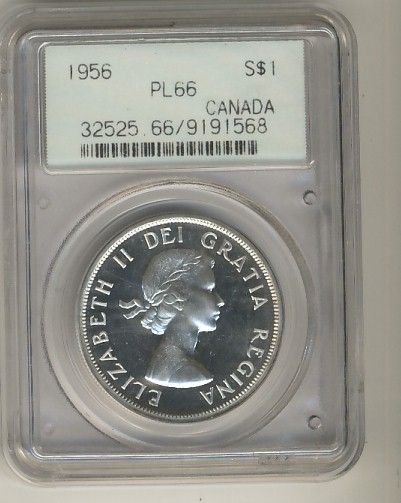 1956 S$1
PL66
CANADA
32525.66/9191568
ELIZABETH II DEI GRATIA REGINA